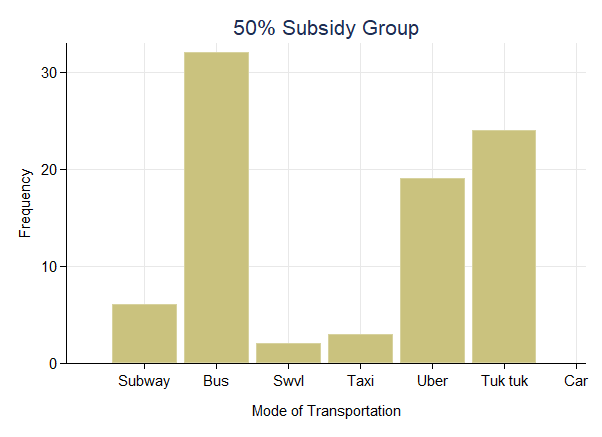 50% Subsidy Group
30
20
10
0
Frequency
Subway Bus Swvl Taxi Uber Tuk tuk Car
Mode of Transportation